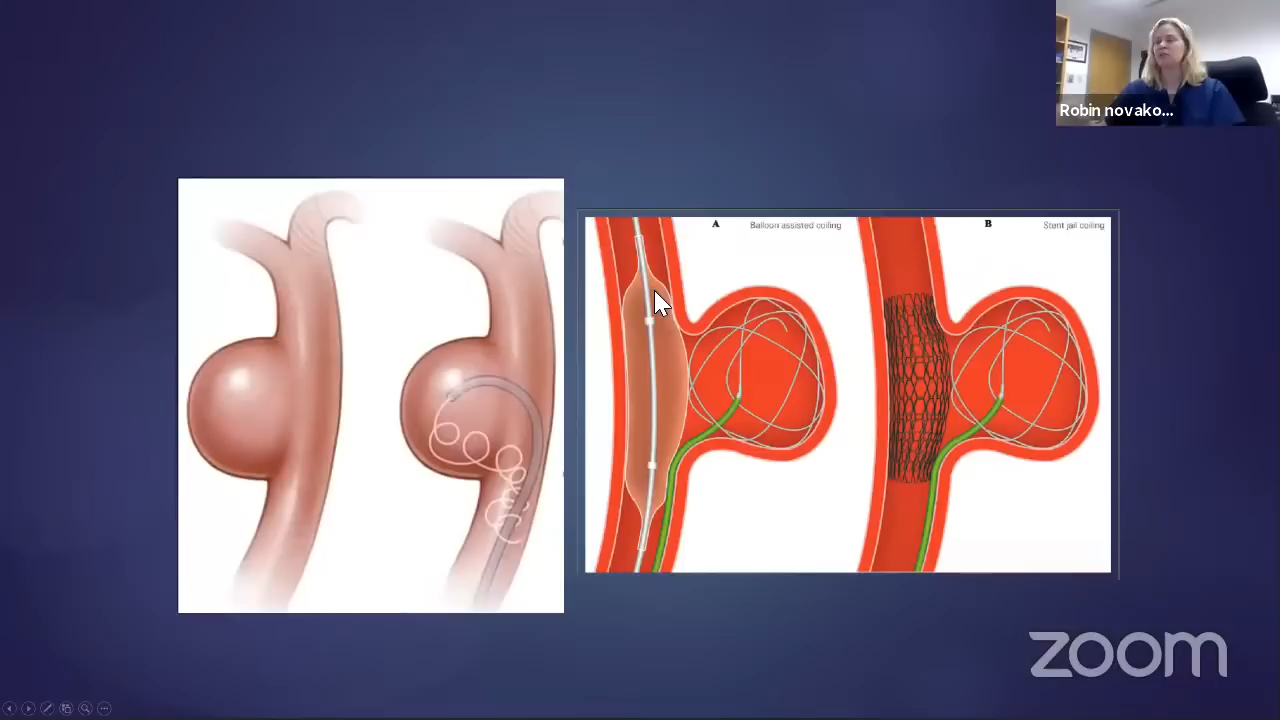 Robin novako...
A
Balloon assisted coiling
B
Stent jail coiling
zoom